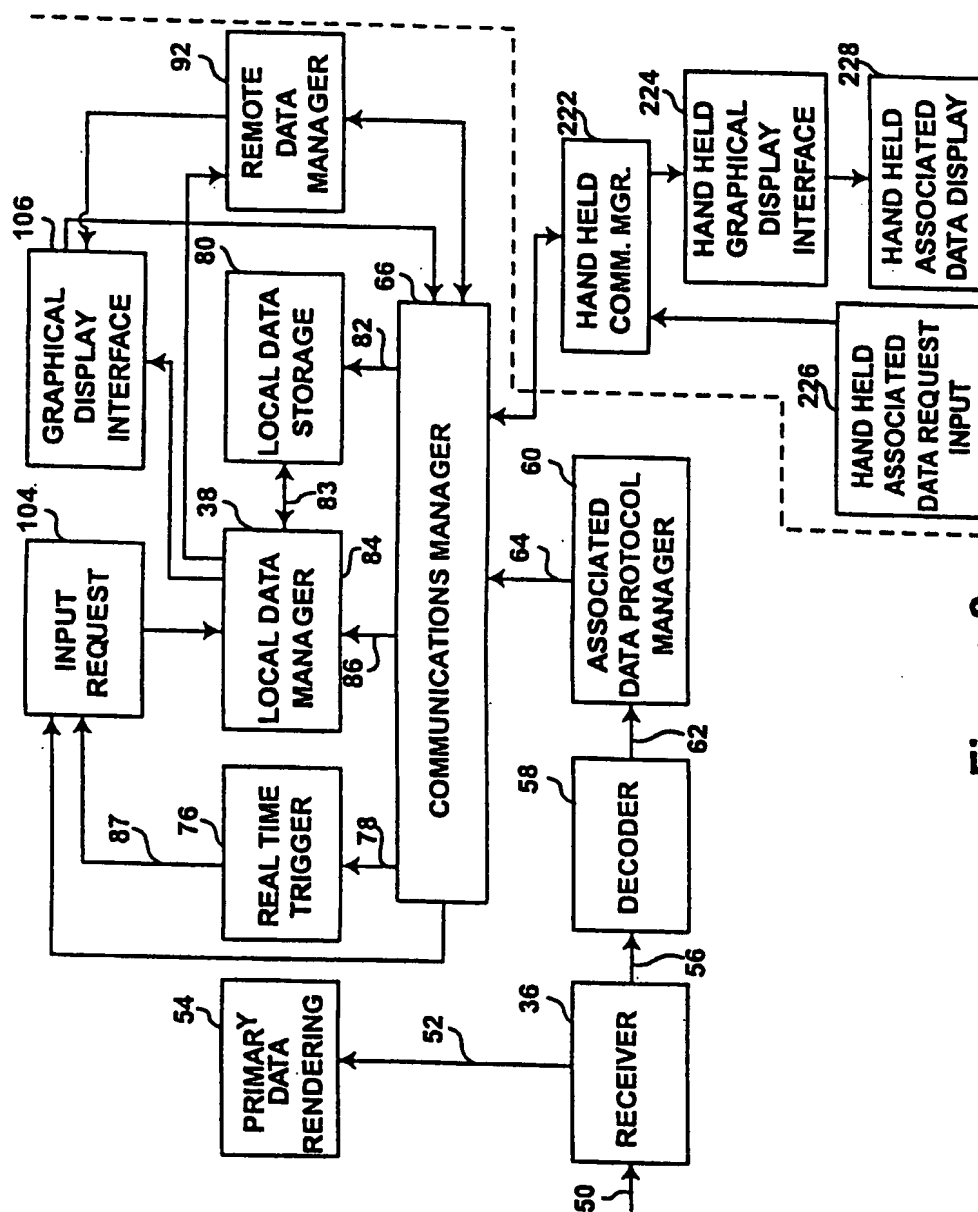 104
INPUT
REQUEST
106
GRAPHICAL
DISPLAY
INTERFACE
54
PRIMARY
DATA
RENDERING
87
76
REAL TIME
TRIGGER
38
LOCAL DATA
MANAGER
84
83
80
LOCAL DATA
STORAGE
92
REMOTE
DATA
MANAGER
78
86
82
66
COMMUNICATIONS MANAGER
52
64
50
36
RECEIVER
56
58
DECODER
62
60
ASSOCIATED
DATA PROTOCOL
MANAGER
222
HAND HELD
COMM. MGR.
224
HAND HELD
GRAPHICAL
DISPLAY
INTERFACE
226
HAND HELD
ASSOCIATED
DATA REQUEST
INPUT
228
HAND HELD
ASSOCIATED
DATA DISPLAY
Figure